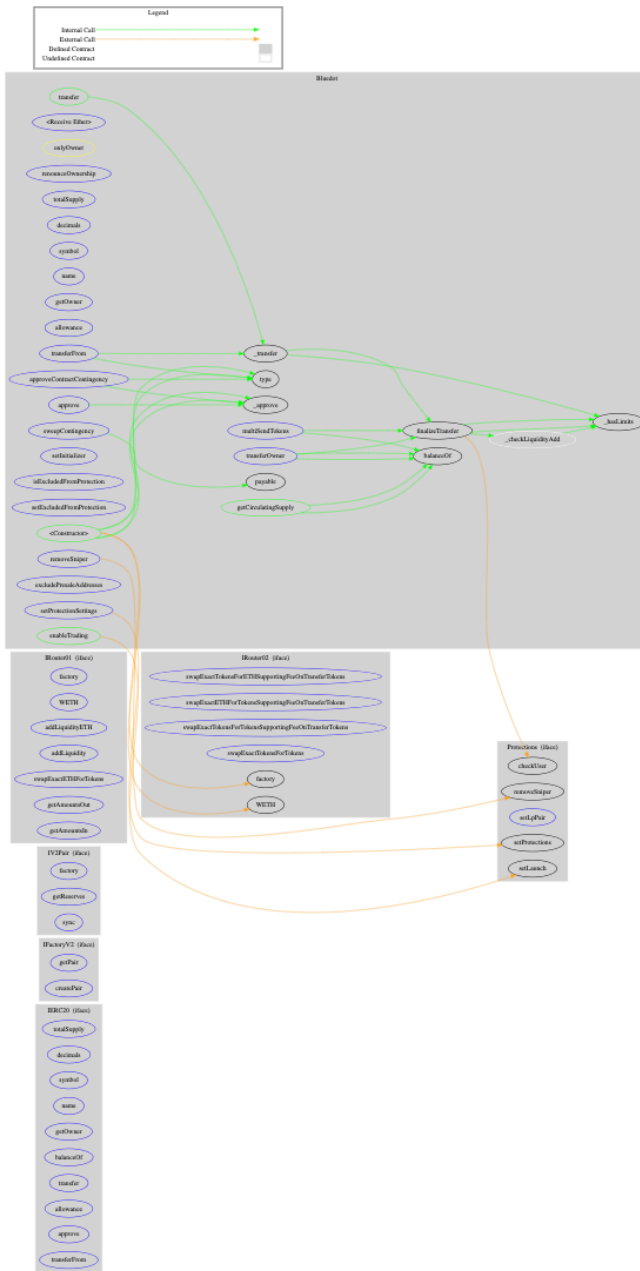 Legend
Internal Call
External Call
Defined Contract
Undefined Contract
transfer
<Receive Ether>
onlyOwner
renounceOwnership
totalSupply
decimals
symbol
name
getOwner
allowance
transferFrom
approveContractContingency
approve
sweepContingency
setInitializer
isExcludedFromProtection
setExcludedFromProtection
<Constructor>
removeSniper
excludePresaleAddresses
setProtectionSettings
enableTrading
_transfer
type
_approve
multiSendTokens
transferOwner
payable
getCirculatingSupply
finalizeTransfer
balanceOf
_checkLiquidityAdd
_hasLimits
IRouter01 (iface)
factory
WETH
addLiquidityETH
addLiquidity
swapExactETHForTokens
getAmountsOut
getAmountsIn
IRouter02 (iface)
swapExactTokensForETHSupportingFeeOnTransferTokens
swapExactETHForTokensSupportingFeeOnTransferTokens
swapExactTokensForTokensSupportingFeeOnTransferTokens
swapExactTokensForTokens
factory
WETH
Protections (iface)
checkUser
removeSniper
setLpPair
setProtections
setLaunch
IV2Pair (iface)
factory
getReserves
sync
IFactoryV2 (iface)
getPair
createPair
IERC20 (iface)
totalSupply
decimals
symbol
name
getOwner
balanceOf
transfer
allowance
approve
transferFrom